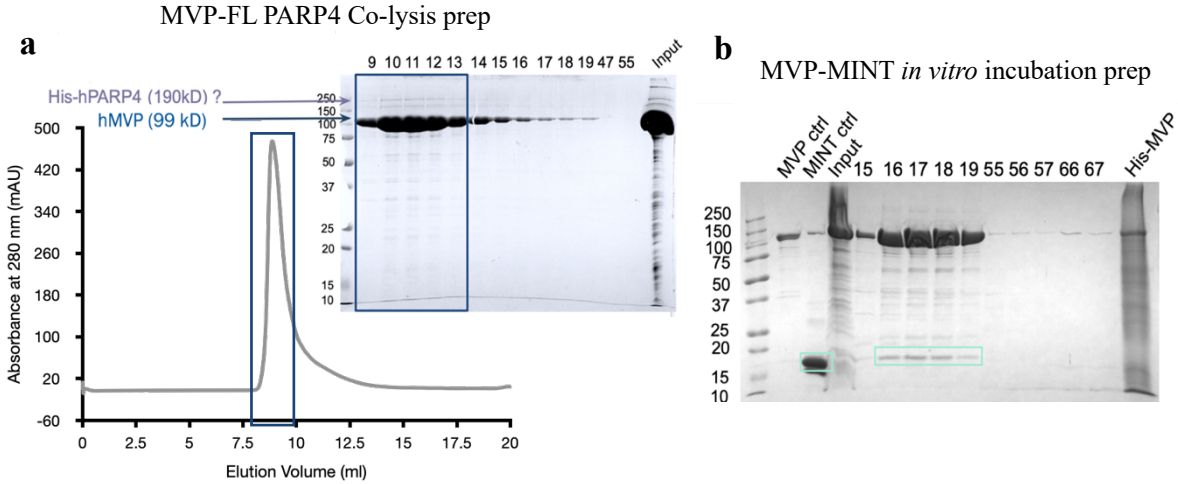 MVP-FL PARP4 Co-lysis prep
a
9 10 11 12 13 14 15 16 17 18 19 47 55 Input
His-hPARP4 (190kD) ?
hMVP (99 kD)
250
150
100
75
50
37
25
20
15
10
500
420
340
260
180
100
20
-60
Absorbance at 280 nm (mAU)
0 2.5 5 7.5 10 12.5 15 17.5 20
Elution Volume (ml)
b
MVP-MINT in vitro incubation prep
MVP ctrl MINT ctrl Input 15 16 17 18 19 55 56 57 66 67 His-MVP
250
150
100
75
50
37
25
20
15
10